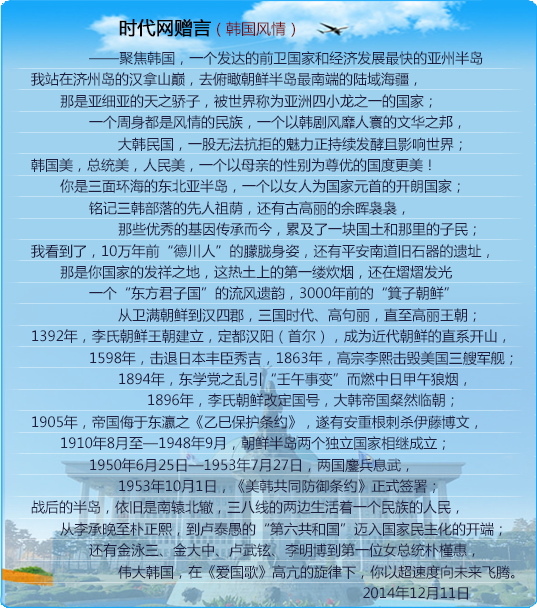 时代网赠言（韩国风情）
——聚焦韩国，一个发达的前卫国家和经济发展最快的亚州半岛
我站在济州岛的汉拿山巅，去俯瞰朝鲜半岛最南端的陆域海疆，
那是亚细亚的天之骄子，被世界称为亚洲四小龙之一的国家；
一个周身都是风情的民族，一个以韩剧风靡人寰的文华之邦，
大韩民国，一股无法抗拒的魅力正持续发酵且影响世界；
韩国美，总统美，人民美，一个以母亲的性别为尊优的国度更美！
你是三面环海的东北亚半岛，一个以女人为国家元首的开朗国家；
铭记三韩部落的先人祖荫，还有古高丽的余晖袅袅，
那些优秀的基因传承而今，累及了一块国土和那里的子民；
我看到了，10万年前“德川人”的朦胧身姿，还有平安南道旧石器的遗址，
那是你国家的发祥之地，这热土上的第一缕炊烟，还在熠熠发光
一个“东方君子国”的流风遗韵，3000年前的“箕子朝鲜”
从卫满朝鲜到汉四郡，三国时代、高句丽，直至高丽王朝；
1392年，李氏朝鲜王朝建立，定都汉阳（首尔），成为近代朝鲜的直系开山，
1598年，击退日本丰臣秀吉，1863年，高宗李熙击毁美国三艘军舰；
1894年，东学党之乱引“壬午事变”而燃中日甲午狼烟，
1896年，李氏朝鲜改定国号，大韩帝国粲然临朝；
1905年，帝国侮于东瀛之《乙巳保护条约》，遂有安重根刺杀伊藤博文，
1910年8月至—1948年9月，朝鲜半岛两个独立国家相继成立；
1950年6月25日—1953年7月27日，两国鏖兵息武，
1953年10月1日，《美韩共同防御条约》正式签署；
战后的半岛，依旧是南辕北辙，三八线的两边生活着一个民族的人民，
从李承晚至朴正熙，到卢泰愚的“第六共和国”迈入国家民主化的开端；
还有金泳三、金大中、卢武铉、李明博到第一位女总统朴槿惠，
伟大韩国，在《爱国歌》高亢的旋律下，你以超速度向未来飞腾。
2014年12月11日